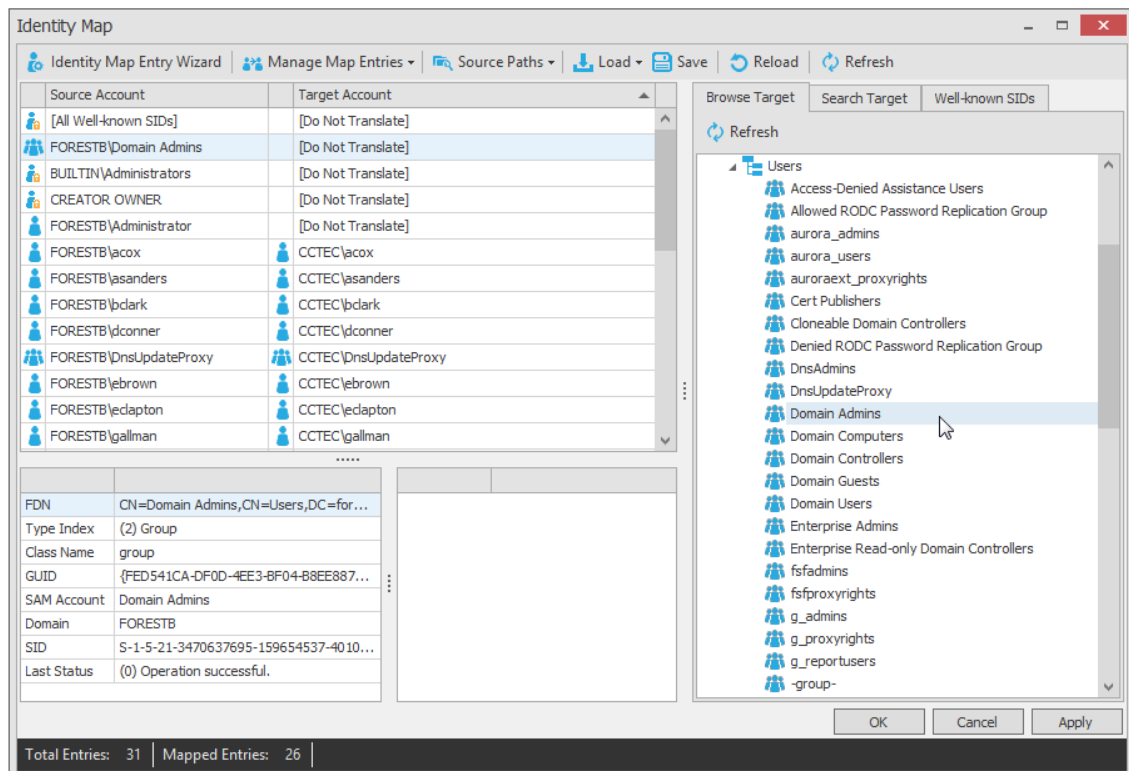 Identity Map
Identity Map Entry Wizard Manage Map Entries Source Paths Load Save Reload Refresh
Source Account Target Account
[All Well-known SIDs] [Do Not Translate]
FORESTB\Domain Admins [Do Not Translate]
BUILTIN\Administrators [Do Not Translate]
CREATOR OWNER [Do Not Translate]
FORESTB\Administrator [Do Not Translate]
FORESTB\acox CCTEC\acox
FORESTB\asanders CCTEC\asanders
FORESTB\bclark CCTEC\bclark
FORESTB\dconner CCTEC\dconner
FORESTB\DnsUpdateProxy CCTEC\DnsUpdateProxy
FORESTB\ebrown CCTEC\ebrown
FORESTB\eclapton CCTEC\eclapton
FORESTB\gallman CCTEC\gallman
FDN CN=Domain Admins,CN=Users,DC=for...
Type Index (2) Group
Class Name group
GUID {FED541CA-DF0D-4EE3-BF04-B8EE887...
SAM Account Domain Admins
Domain FORESTB
SID S-1-5-21-3470637695-159654537-4010...
Last Status (0) Operation successful.
Browse Target Search Target Well-known SIDs
Refresh
Users
Access-Denied Assistance Users
Allowed RODC Password Replication Group
aurora_admins
aurora_users
auroraext_proxyrights
Cert Publishers
Cloneable Domain Controllers
Denied RODC Password Replication Group
DnsAdmins
DnsUpdateProxy
Domain Admins
Domain Computers
Domain Controllers
Domain Guests
Domain Users
Enterprise Admins
Enterprise Read-only Domain Controllers
fsfadmins
fsfproxyrights
g_admins
g_proxyrights
g_reportusers
-group-
OK Cancel Apply
Total Entries: 31 Mapped Entries: 26